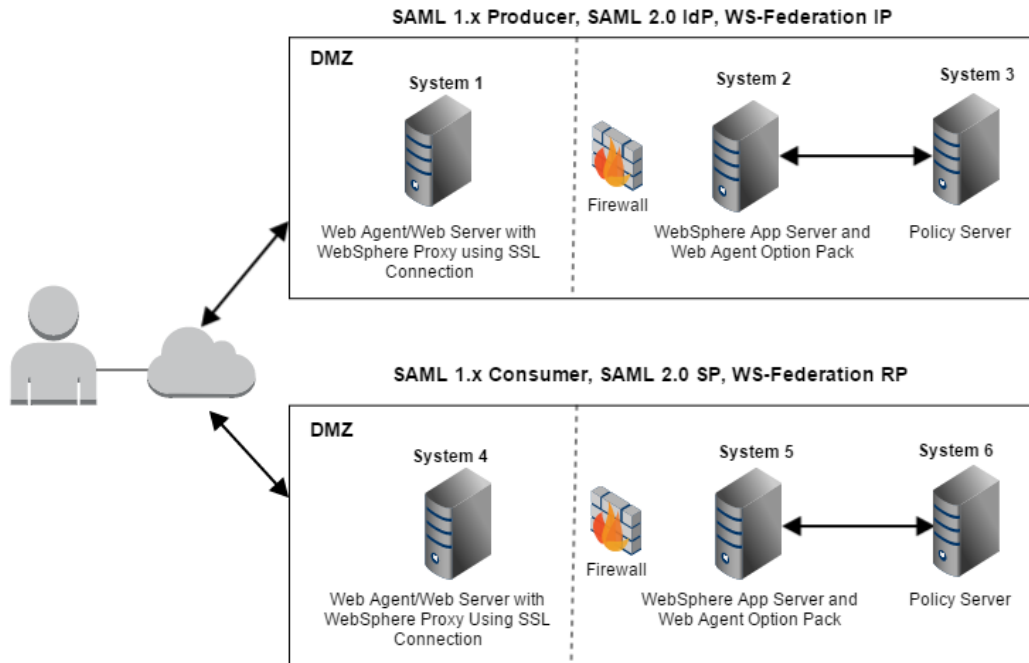 SAML 1.x Producer, SAML 2.0 IdP, WS-Federation IP
DMZ
System 1
System 2
System 3
Firewall
Web Agent/Web Server with
WebSphere Proxy using SSL
Connection
WebSphere App Server and
Web Agent Option Pack
Policy Server
SAML 1.x Consumer, SAML 2.0 SP, WS-Federation RP
DMZ
System 4
System 5
System 6
Firewall
Web Agent/Web Server with
WebSphere Proxy Using SSL
Connection
WebSphere App Server and
Web Agent Option Pack
Policy Server